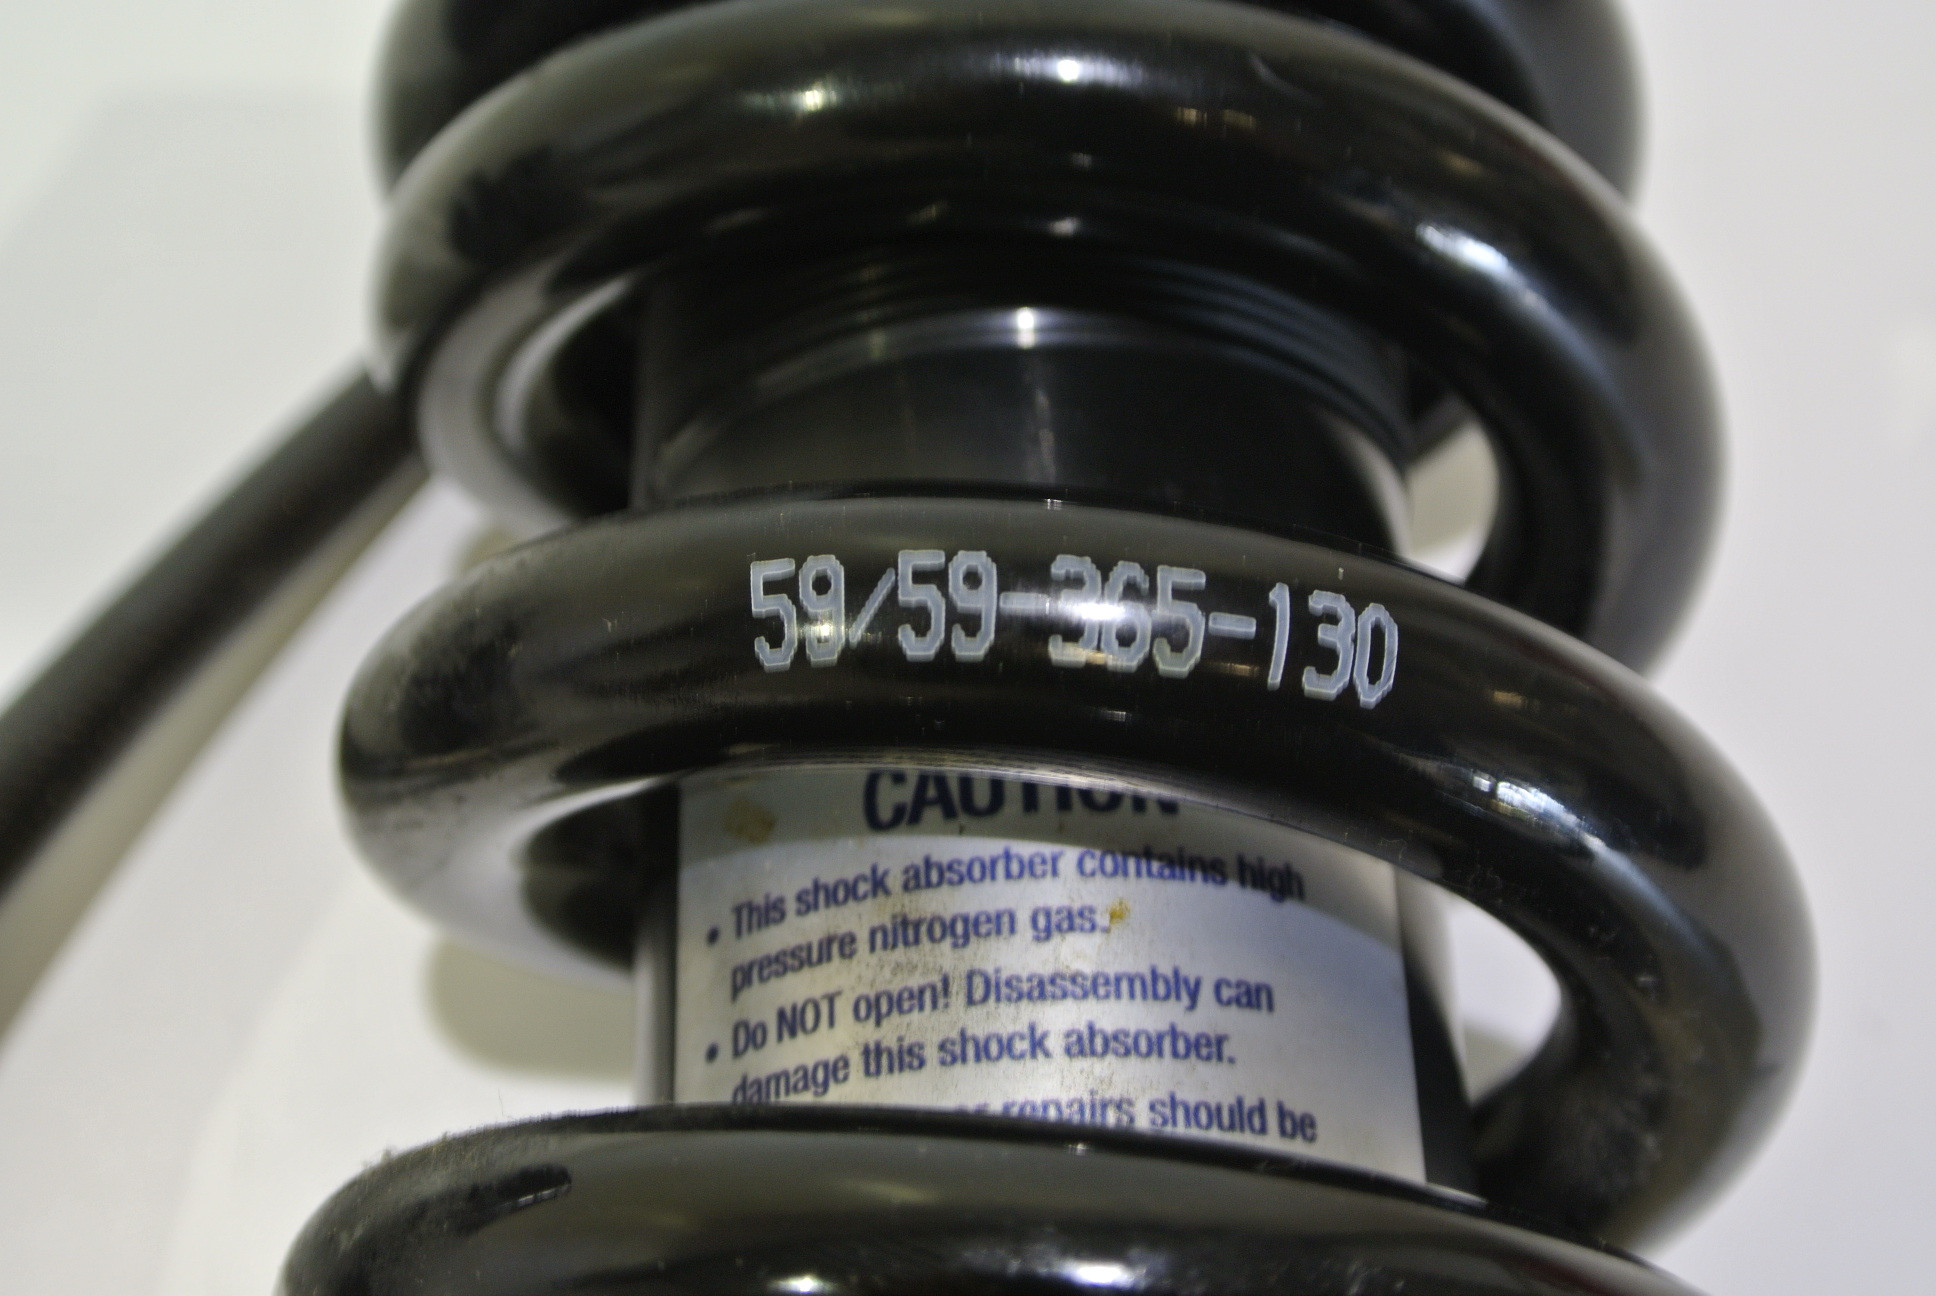 59/59-365-130
CAUTION
• This shock absorber contains high
pressure nitrogen gas.
• Do NOT open! Disassembly can
damage this shock absorber.
repairs should be